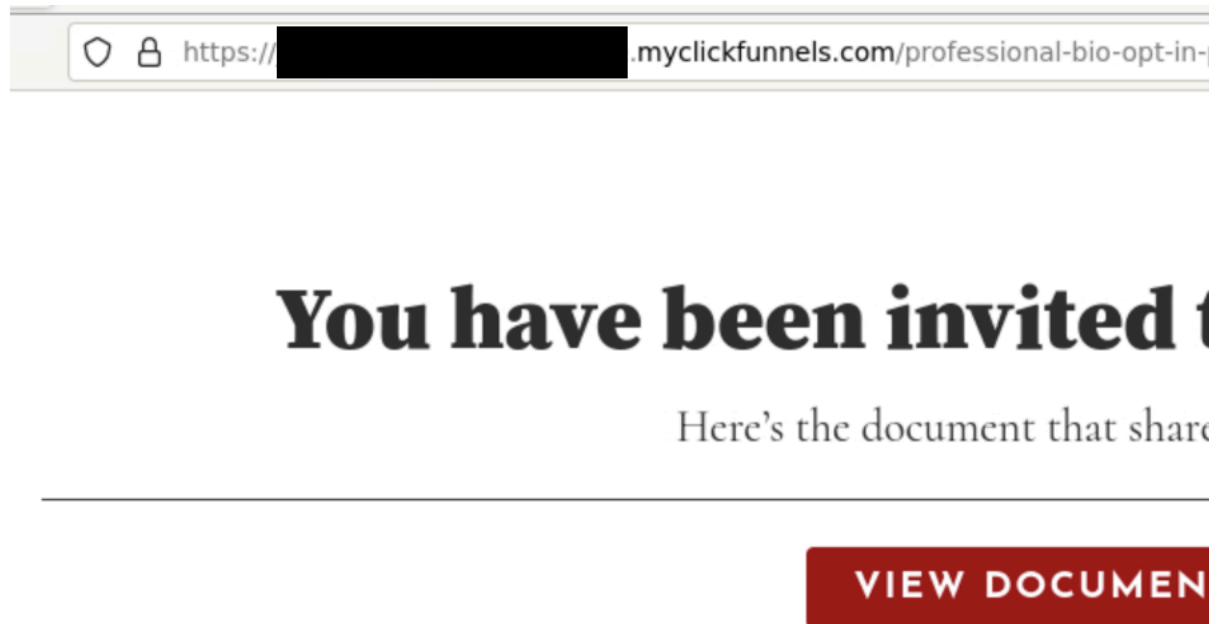 https:// .myclickfunnels.com/professional-bio-opt-in-
You have been invited
Here’s the document that share
VIEW DOCUMEN